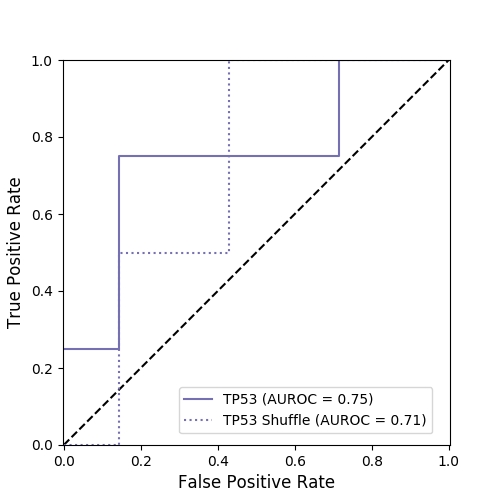 1.0
0.8
0.6
0.4
0.2
0.0
True Positive Rate
TP53 (AUROC = 0.75)
TP53 Shuffle (AUROC = 0.71)
0.0 0.2 0.4 0.6 0.8 1.0
False Positive Rate